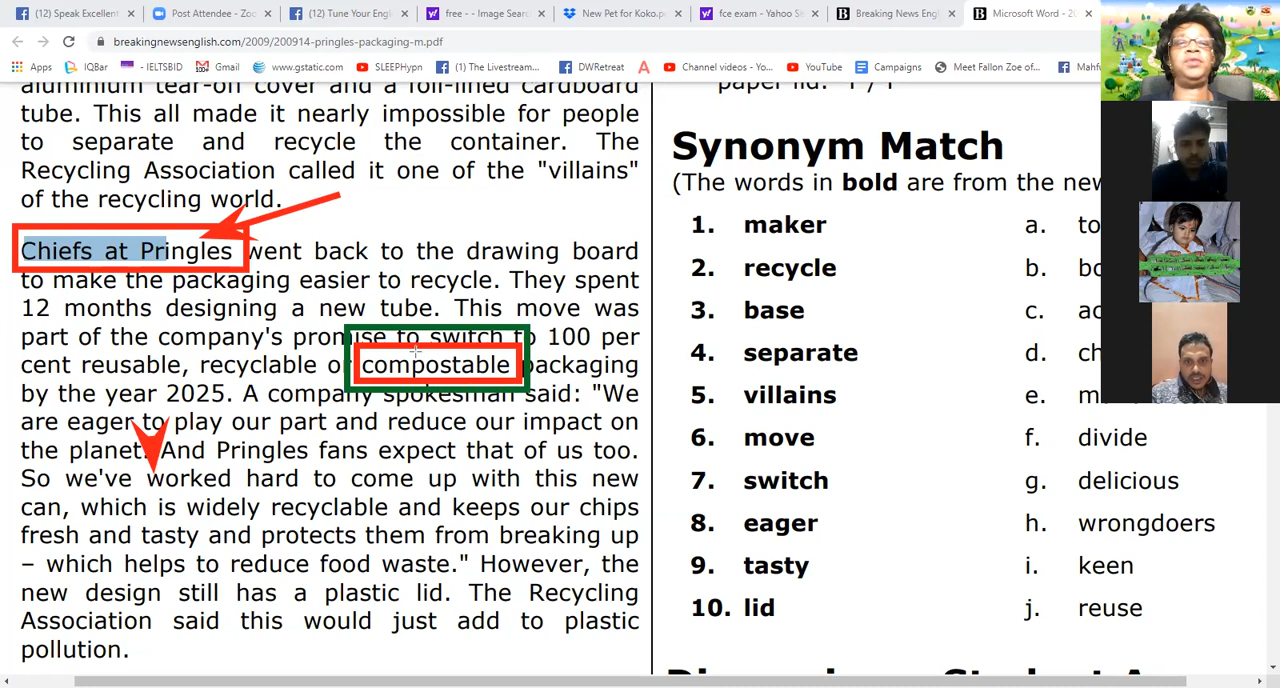 (12) Speak Excellent
Post Attendee - Zoo
(12) Tune Your Engl
free - - Image Sear
New Pet for Koko.p
fce exam - Yahoo S
Breaking News Engl
Microsoft Word - 20
breakingnewsenglish.com/2009/200914-pringles-packaging-m.pdf
Apps
IQBar
- IELTSBID
Gmail
www.gstatic.com
SLEEPHypn
(1) The Livestream...
DWRetreat
Channel videos - Yo...
YouTube
Campaigns
Meet Fallon Zoe of...
Mahf
aluminium tear-off cover and a foil-lined cardboard
tube. This all made it nearly impossible for people
to separate and recycle the container. The
Recycling Association called it one of the "villains"
of the recycling world.
Chiefs at Pringles went back to the drawing board
to make the packaging easier to recycle. They spent
12 months designing a new tube. This move was
part of the company's promise to switch to 100 per
cent reusable, recyclable or compostable packaging
by the year 2025. A company spokesman said: "We
are eager to play our part and reduce our impact on
the planet. And Pringles fans expect that of us too.
So we've worked hard to come up with this new
can, which is widely recyclable and keeps our chips
fresh and tasty and protects them from breaking up
– which helps to reduce food waste." However, the
new design still has a plastic lid. The Recycling
Association said this would just add to plastic
pollution.
paper lid. T / F
Synonym Match
(The words in bold are from the new
1. maker
a. to
2. recycle
b. bo
3. base
c. ac
4. separate
d. ch
5. villains
e. m
6. move
f. divide
7. switch
g. delicious
8. eager
h. wrongdoers
9. tasty
i. keen
10. lid
j. reuse